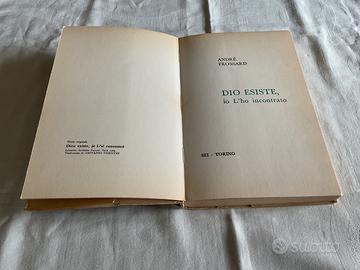 Titolo originale
Dieu existe, je L'ai rencontré
ANDRÉ
FROSSARD
DIO ESISTE,
io L'ho incontrato
SEI - TORINO
subito